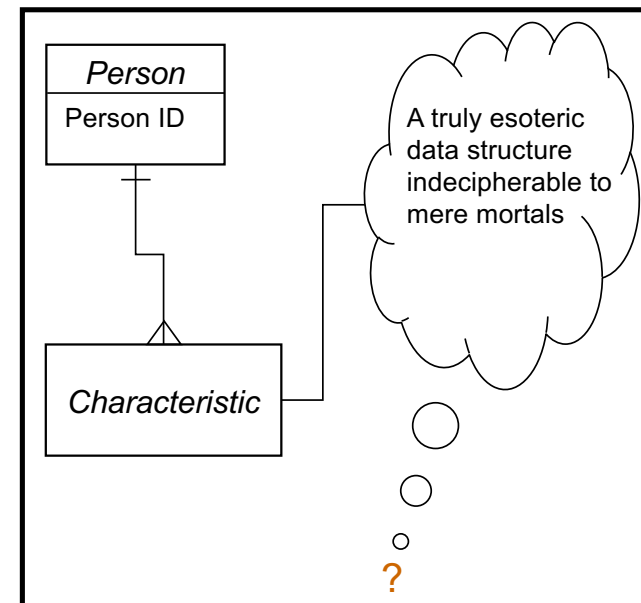 Person
Person ID
A truly esoteric
data structure
indecipherable to
mere mortals
Characteristic
?